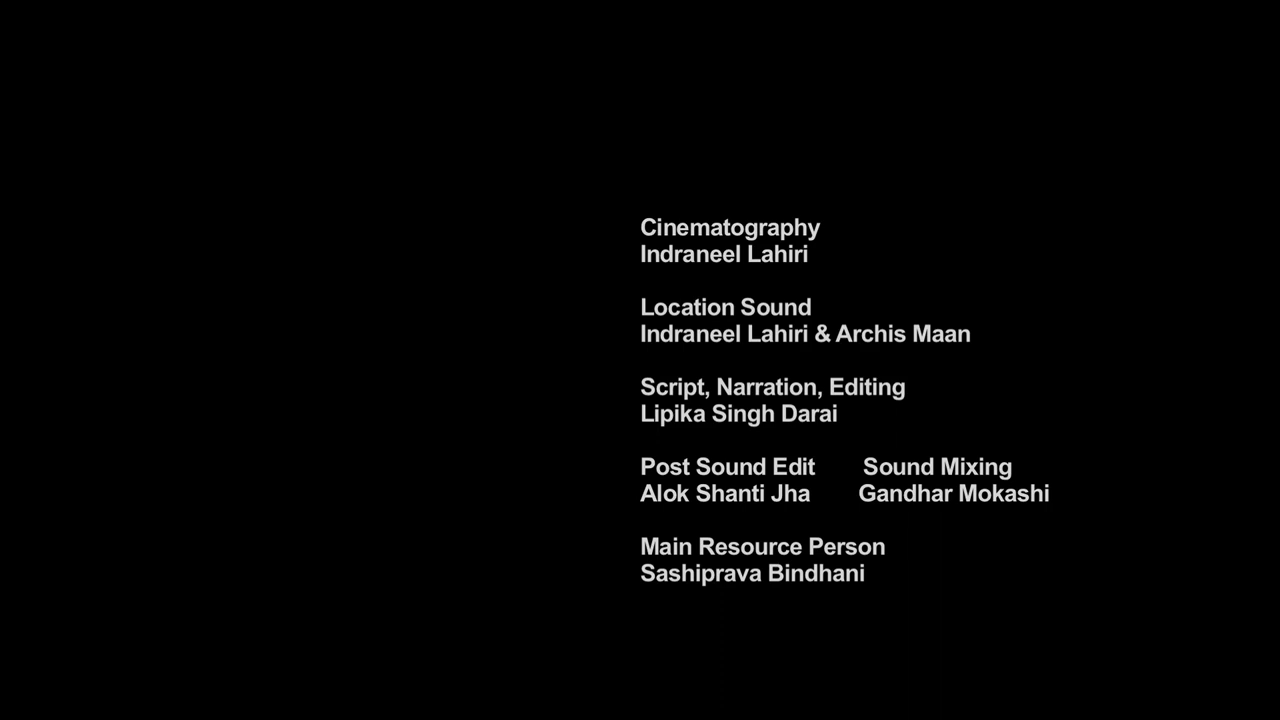 Cinematography
Indraneel Lahiri
Location Sound
Indraneel Lahiri & Archis Maan
Script, Narration, Editing
Lipika Singh Darai
Post Sound Edit Sound Mixing
Alok Shanti Jha Gandhar Mokashi
Main Resource Person
Sashiprava Bindhani